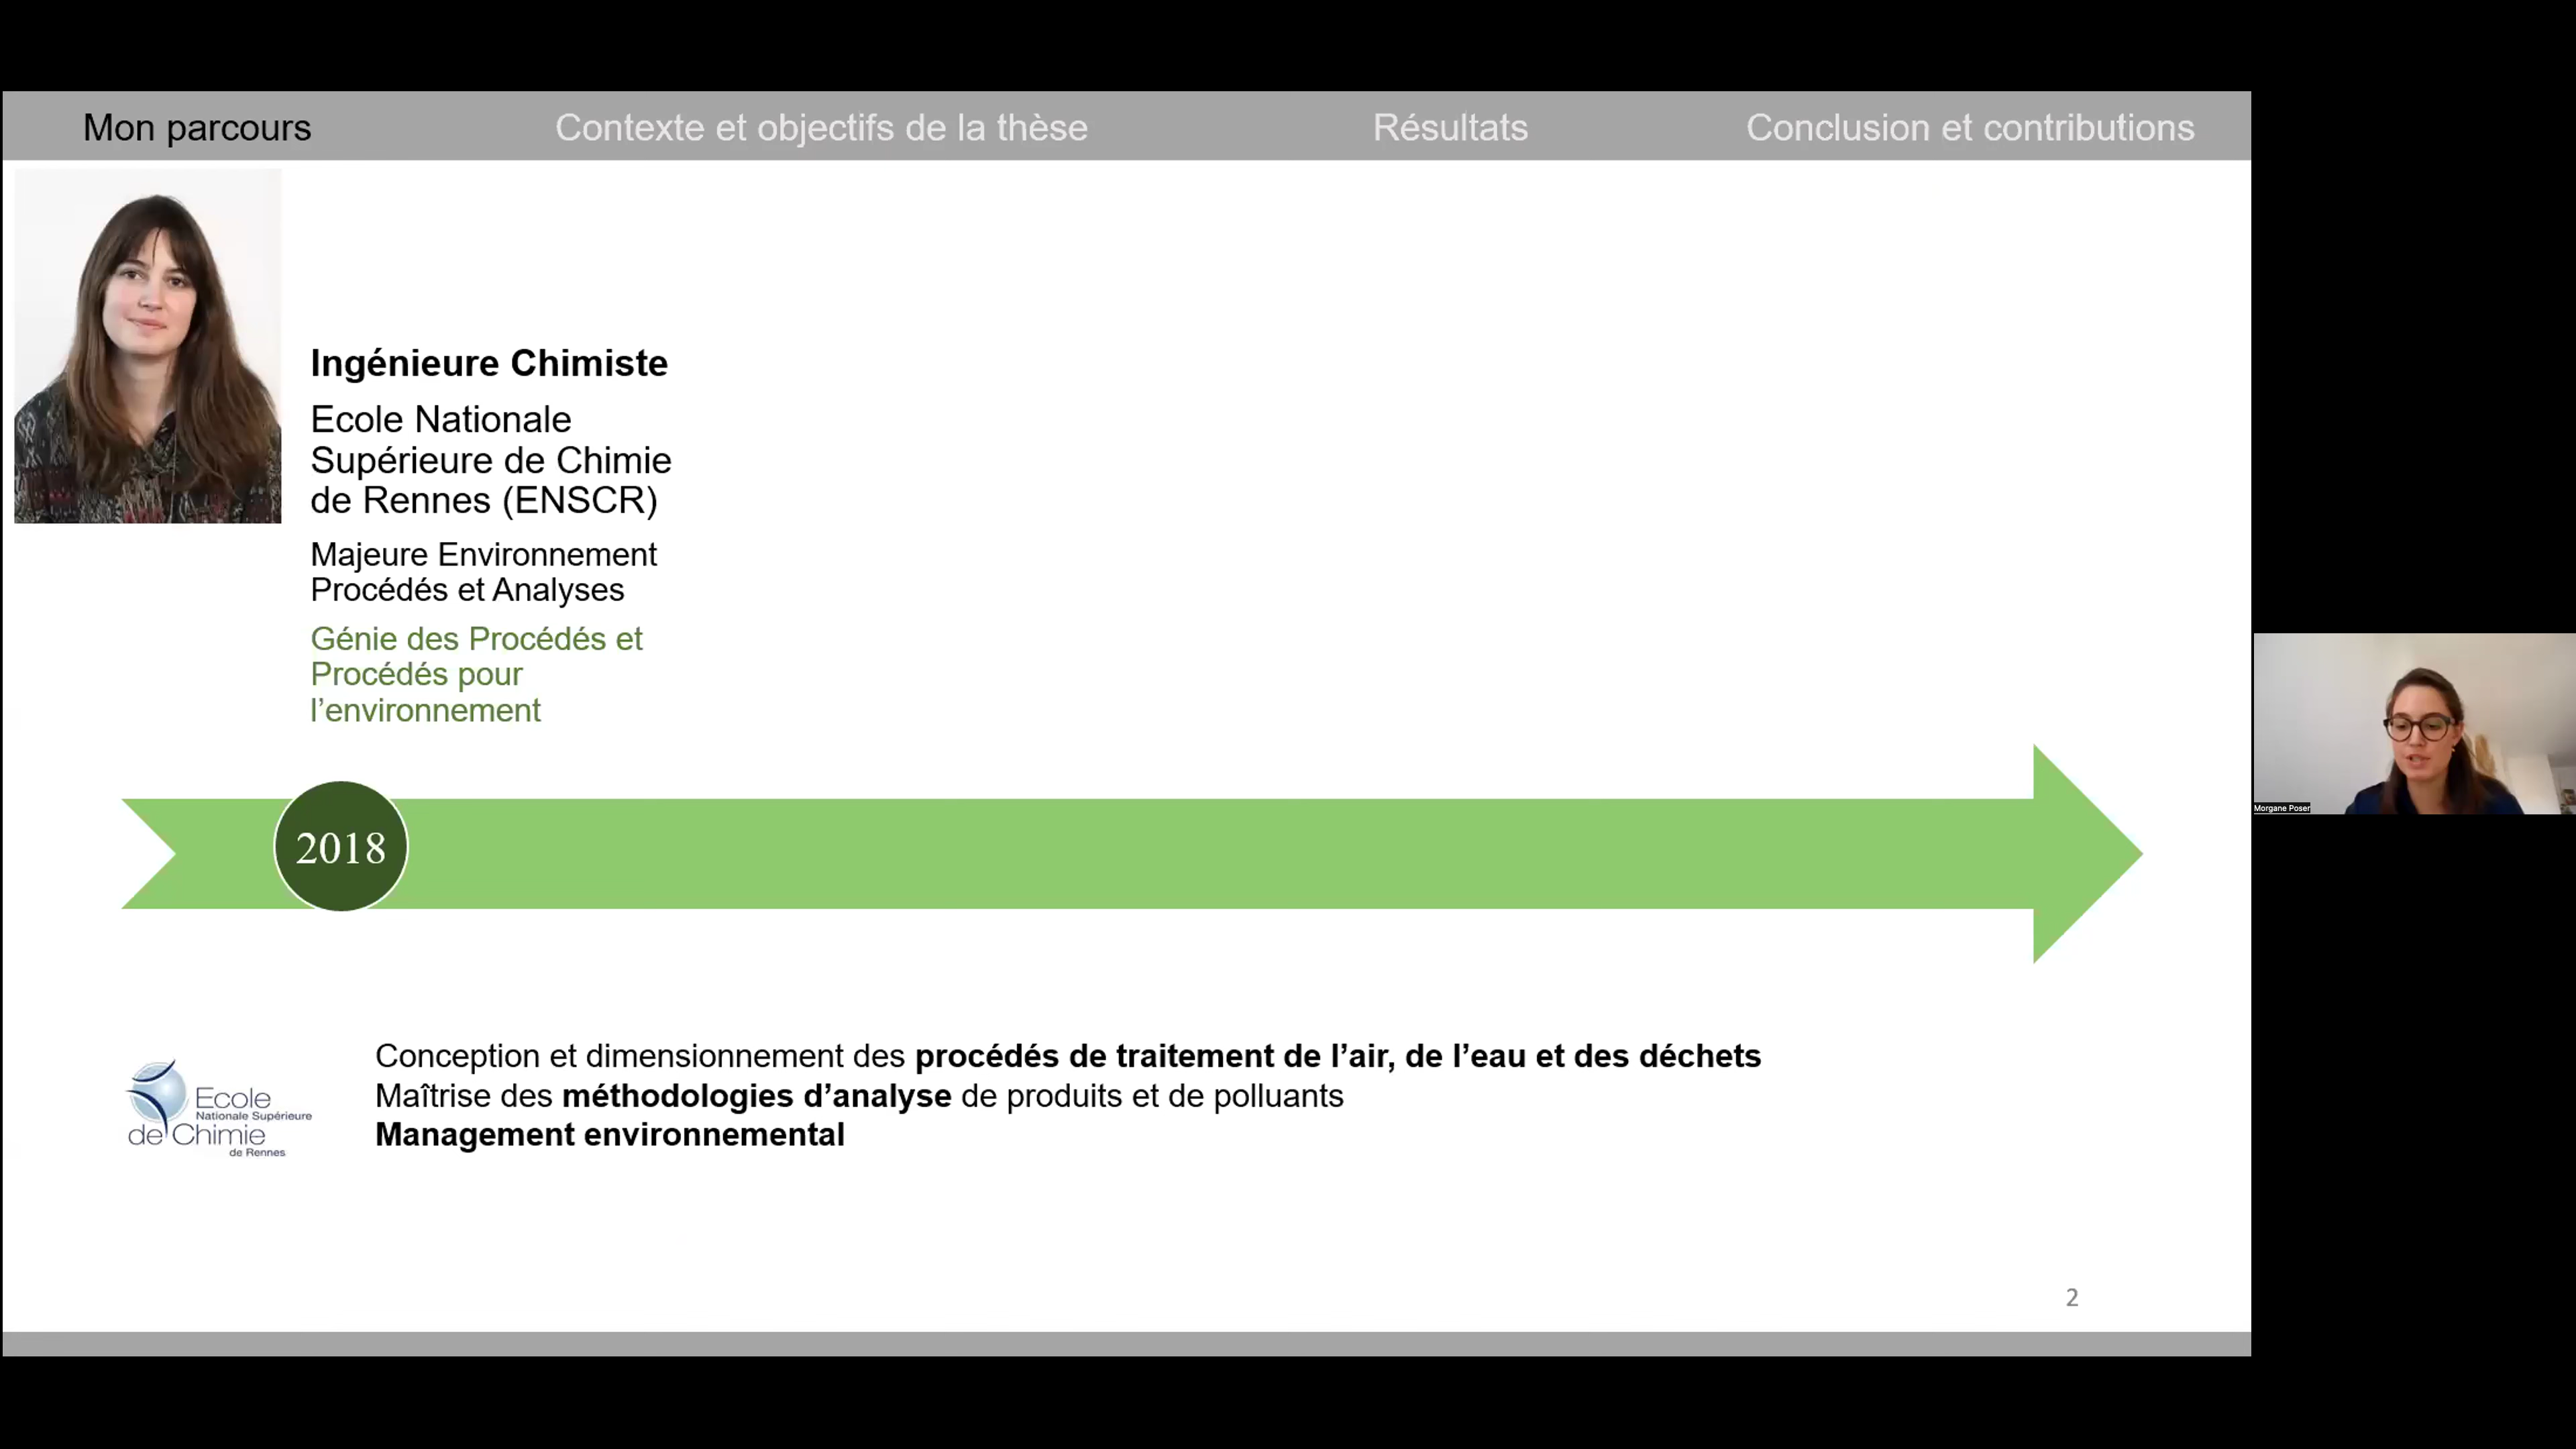 Mon parcours
Contexte et objectifs de la thèse
Résultats
Conclusion et contributions
Ingénieure Chimiste
Ecole Nationale
Supérieure de Chimie
de Rennes (ENSCR)
Majeure Environnement
Procédés et Analyses
Génie des Procédés et
Procédés pour
l’environnement
Morgane Poser
2018
Conception et dimensionnement des procédés de traitement de l’air, de l’eau et des déchets
Maîtrise des méthodologies d’analyse de produits et de polluants
Management environnemental
Ecole
Nationale Supérieure
de Chimie
de Rennes
2